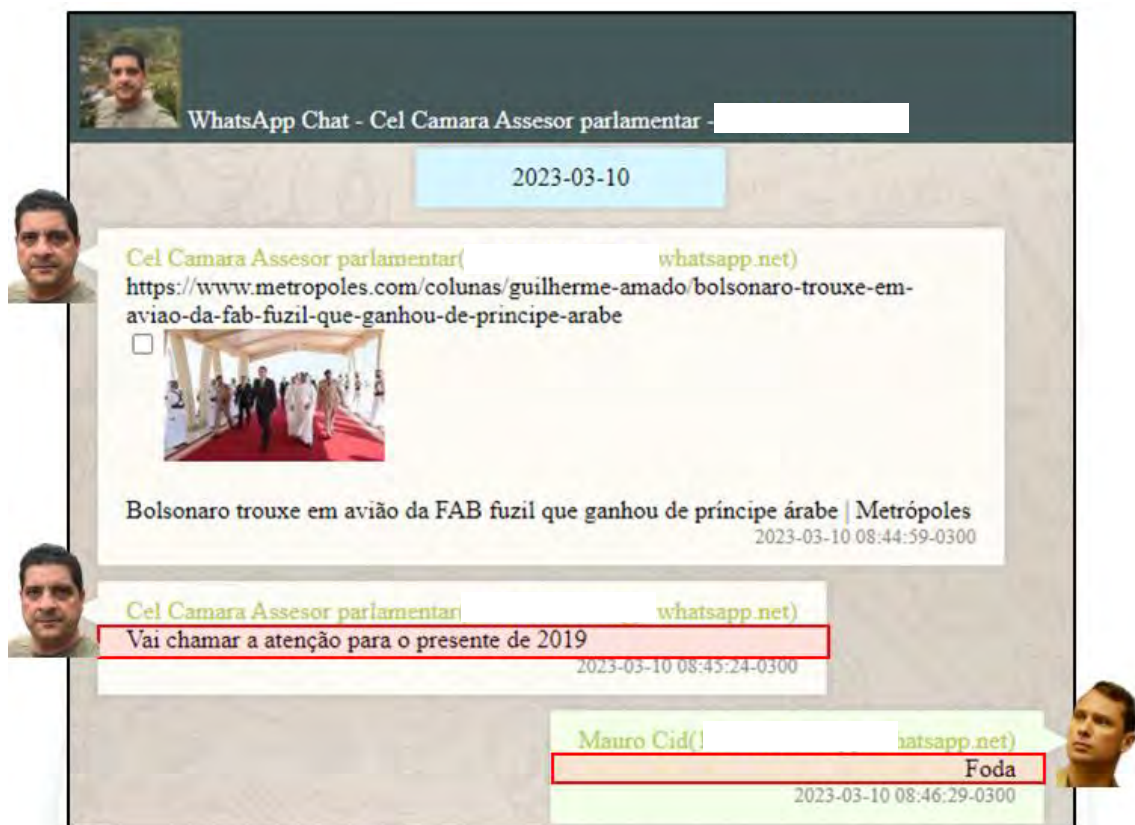 WhatsApp Chat - Cel Camara Assesor parlamentar -
2023-03-10
Cel Camara Assesor parlamentar( whatsapp.net)
https://www.metropoles.com/colunas/guilherme-amado/bolsonaro-trouxe-em-
aviao-da-fab-fuzil-que-ganhou-de-principe-arabe
Bolsonaro trouxe em avião da FAB fuzil que ganhou de príncipe árabe | Metrópoles
2023-03-10 08:44:59-0300
Cel Camara Assesor parlamentar( whatsapp.net)
Vai chamar a atenção para o presente de 2019
2023-03-10 08:45:24-0300
Mauro Cid(1 hatsapp.net)
Foda
2023-03-10 08:46:29-0300